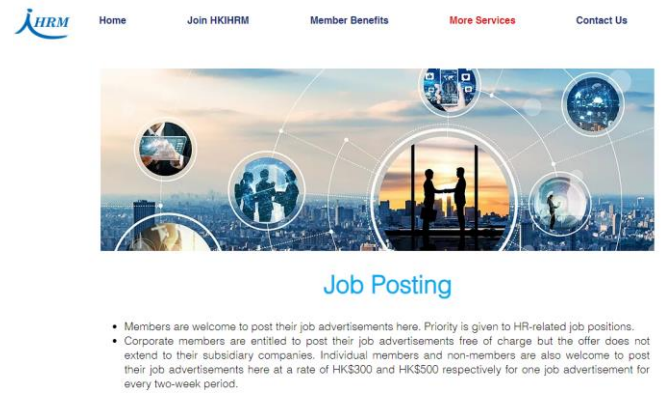 iHRM
Home Join HKIHRM Member Benefits More Services Contact Us
Job Posting
• Members are welcome to post their job advertisements here. Priority is given to HR-related job positions.
• Corporate members are entitled to post their job advertisements free of charge but the offer does not
extend to their subsidiary companies. Individual members and non-members are also welcome to post
their job advertisements here at a rate of HK$300 and HK$500 respectively for one job advertisement for
every two-week period.